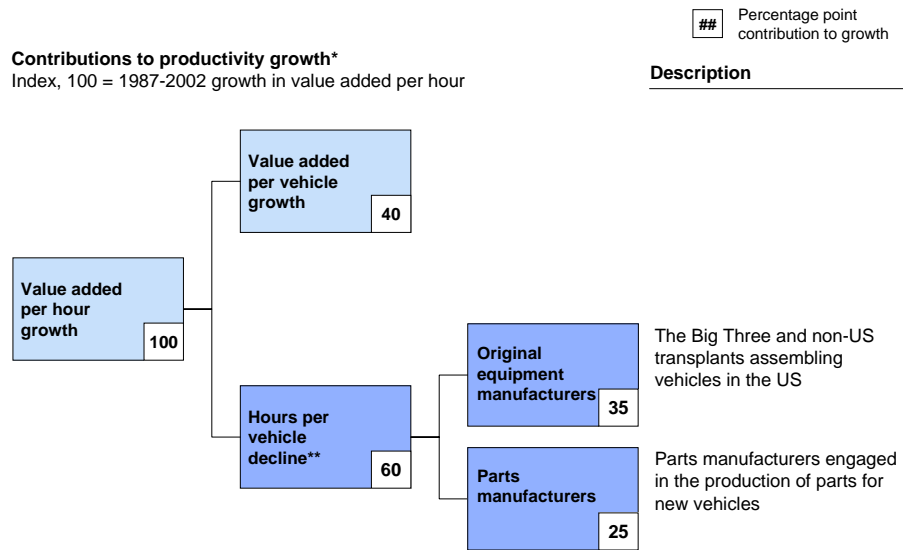 ##
Percentage point
contribution to growth
Contributions to productivity growth*
Index, 100 = 1987-2002 growth in value added per hour
Description
Value added
per vehicle
growth
40
Value added
per hour
growth
100
Original
equipment
manufacturers
35
The Big Three and non-US
transplants assembling
vehicles in the US
Hours per
vehicle
decline**
60
Parts
manufacturers
25
Parts manufacturers engaged
in the production of parts for
new vehicles